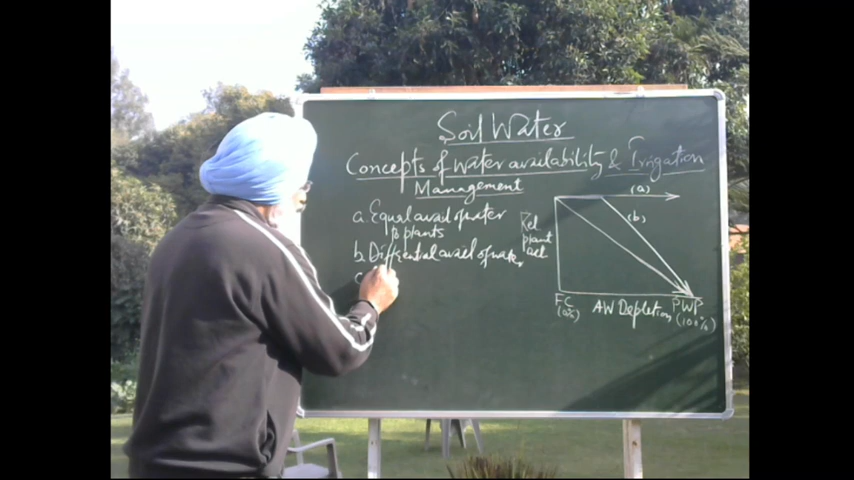 Soil Water
Concepts of water availability & Irrigation
Management
a. Equal avail of water
to plants
b. Differential avail of water
c
Rel
plant
act
(a)
(b)
FC
(0%)
AW Depletion
PWP
(100%)